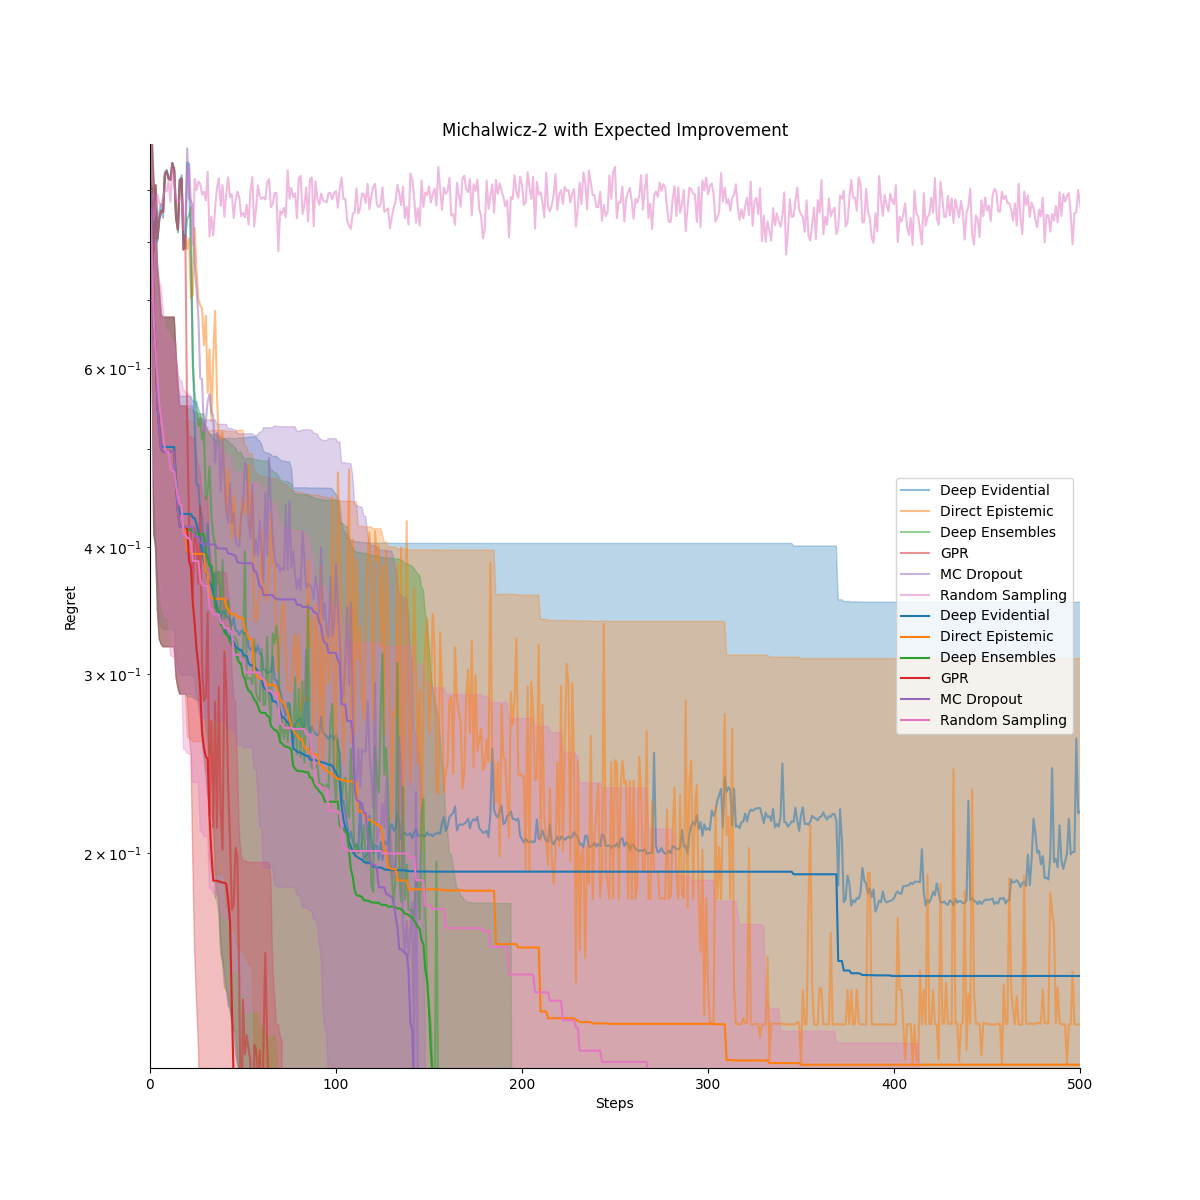 Michalwicz-2 with Expected Improvement
Regret
6 × 10⁻¹
4 × 10⁻¹
3 × 10⁻¹
2 × 10⁻¹
Deep Evidential
Direct Epistemic
Deep Ensembles
GPR
MC Dropout
Random Sampling
Deep Evidential
Direct Epistemic
Deep Ensembles
GPR
MC Dropout
Random Sampling
0 100 200 300 400 500
Steps